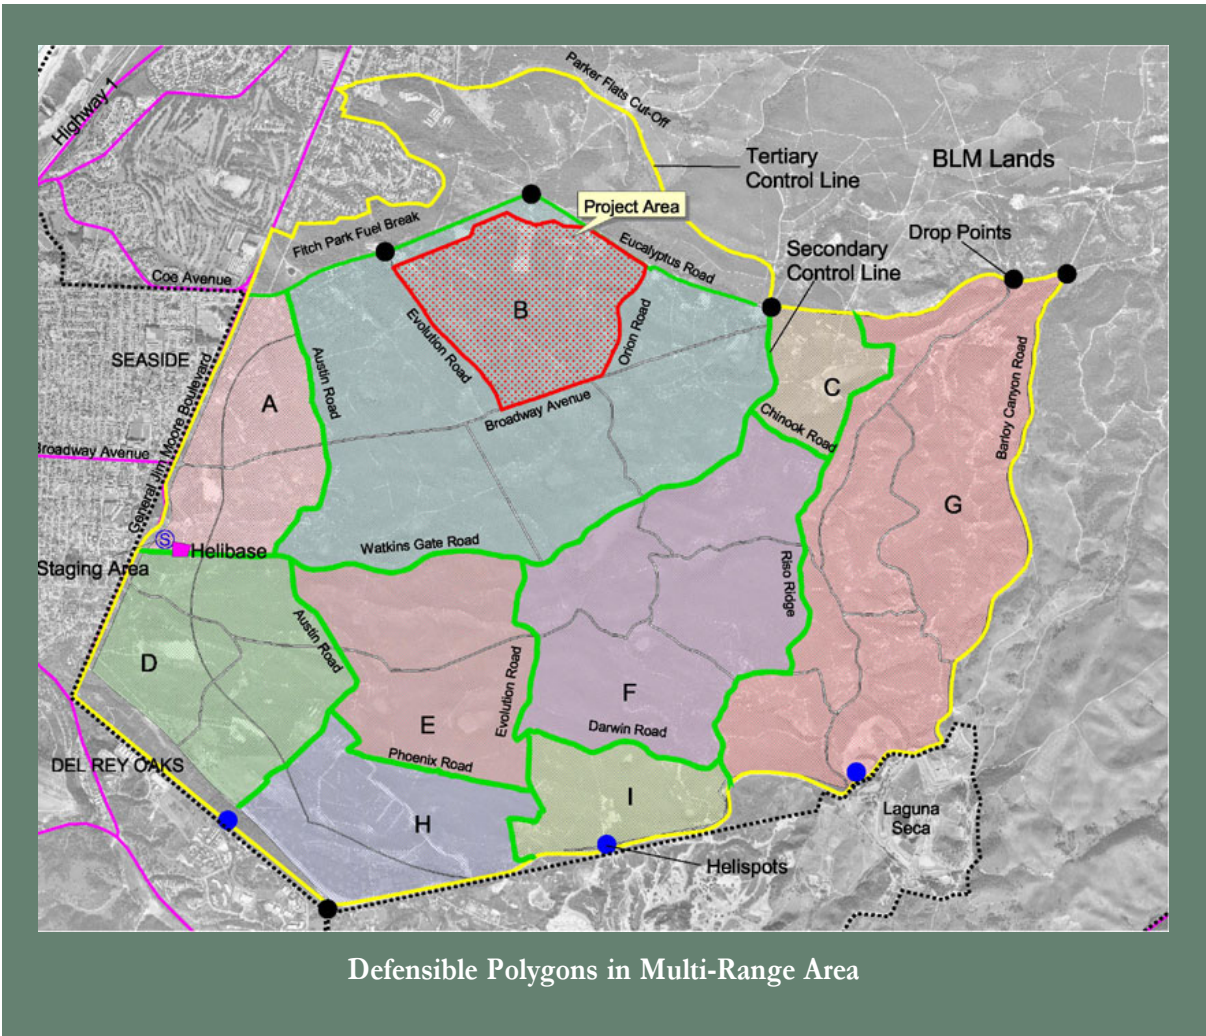 Highway 1
Parker Flats Cut-Off
Tertiary
Control Line
BLM Lands
Project Area
Fitch Park Fuel Break
Eucalyptus Road
Secondary
Control Line
Drop Points
Coe Avenue
B
Evolution Road
Orion Road
SEASIDE
Austin Road
General Jim Moore Boulevard
A
C
Barloy Canyon Road
Broadway Avenue
Chinook Road
Broadway Avenue
G
S
Helibase
Watkins Gate Road
Staging Area
Riso Ridge
Austin Road
D
Evolution Road
F
E
Darwin Road
DEL REY OAKS
Phoenix Road
I
H
Laguna
Seca
Helispots
Defensible Polygons in Multi-Range Area